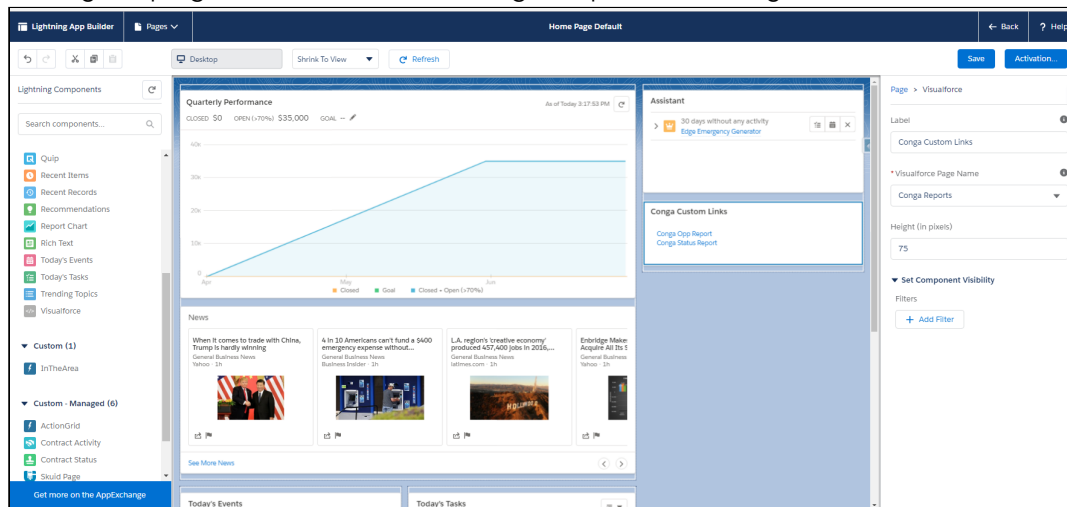 Lightning App Builder
Pages
Home Page Default
Back
? Help
Desktop
Shrink To View
Refresh
Save
Activation...
Lightning Components
Search components...
Quip
Recent Items
Recent Records
Recommendations
Report Chart
Rich Text
Today's Events
Today's Tasks
Trending Topics
Visualforce
Custom (1)
InTheArea
Custom - Managed (6)
ActionGrid
Contract Activity
Contract Status
Skuid Page
Get more on the AppExchange
Quarterly Performance
As of Today 3:17:53 PM
CLOSED $0 OPEN (>70%) $35,000 GOAL --
40k
30k
20k
10k
0
Apr
May
Jun
Closed
Goal
Closed + Open (>70%)
News
When it comes to trade with China,
Trump is hardly winning
General Business News
Yahoo · 1h
4 in 10 Americans can't fund a $400
emergency expense without...
General Business News
Business Insider · 1h
L.A. region's 'creative economy'
produced 457,400 jobs in 2016,...
General Business News
latimes.com · 1h
Enbridge Make
Acquire All Its S
General Business
Yahoo · 1h
HOLLYWOOD
See More News
Today's Events
Today's Tasks
Assistant
30 days without any activity
Edge Emergency Generator
Conga Custom Links
Conga Opp Report
Conga Status Report
Page > Visualforce
Label
Conga Custom Links
*Visualforce Page Name
Conga Reports
Height (in pixels)
75
Set Component Visibility
Filters
+ Add Filter